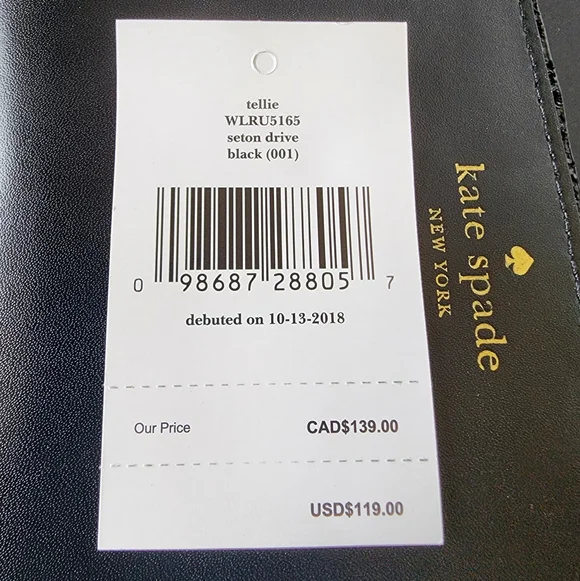 tellie
WLRU5165
seton drive
black (001)
0 98687 28805 7
debuted on 10-13-2018
Our Price CAD$139.00
USD$119.00
kate spade
NEW YORK